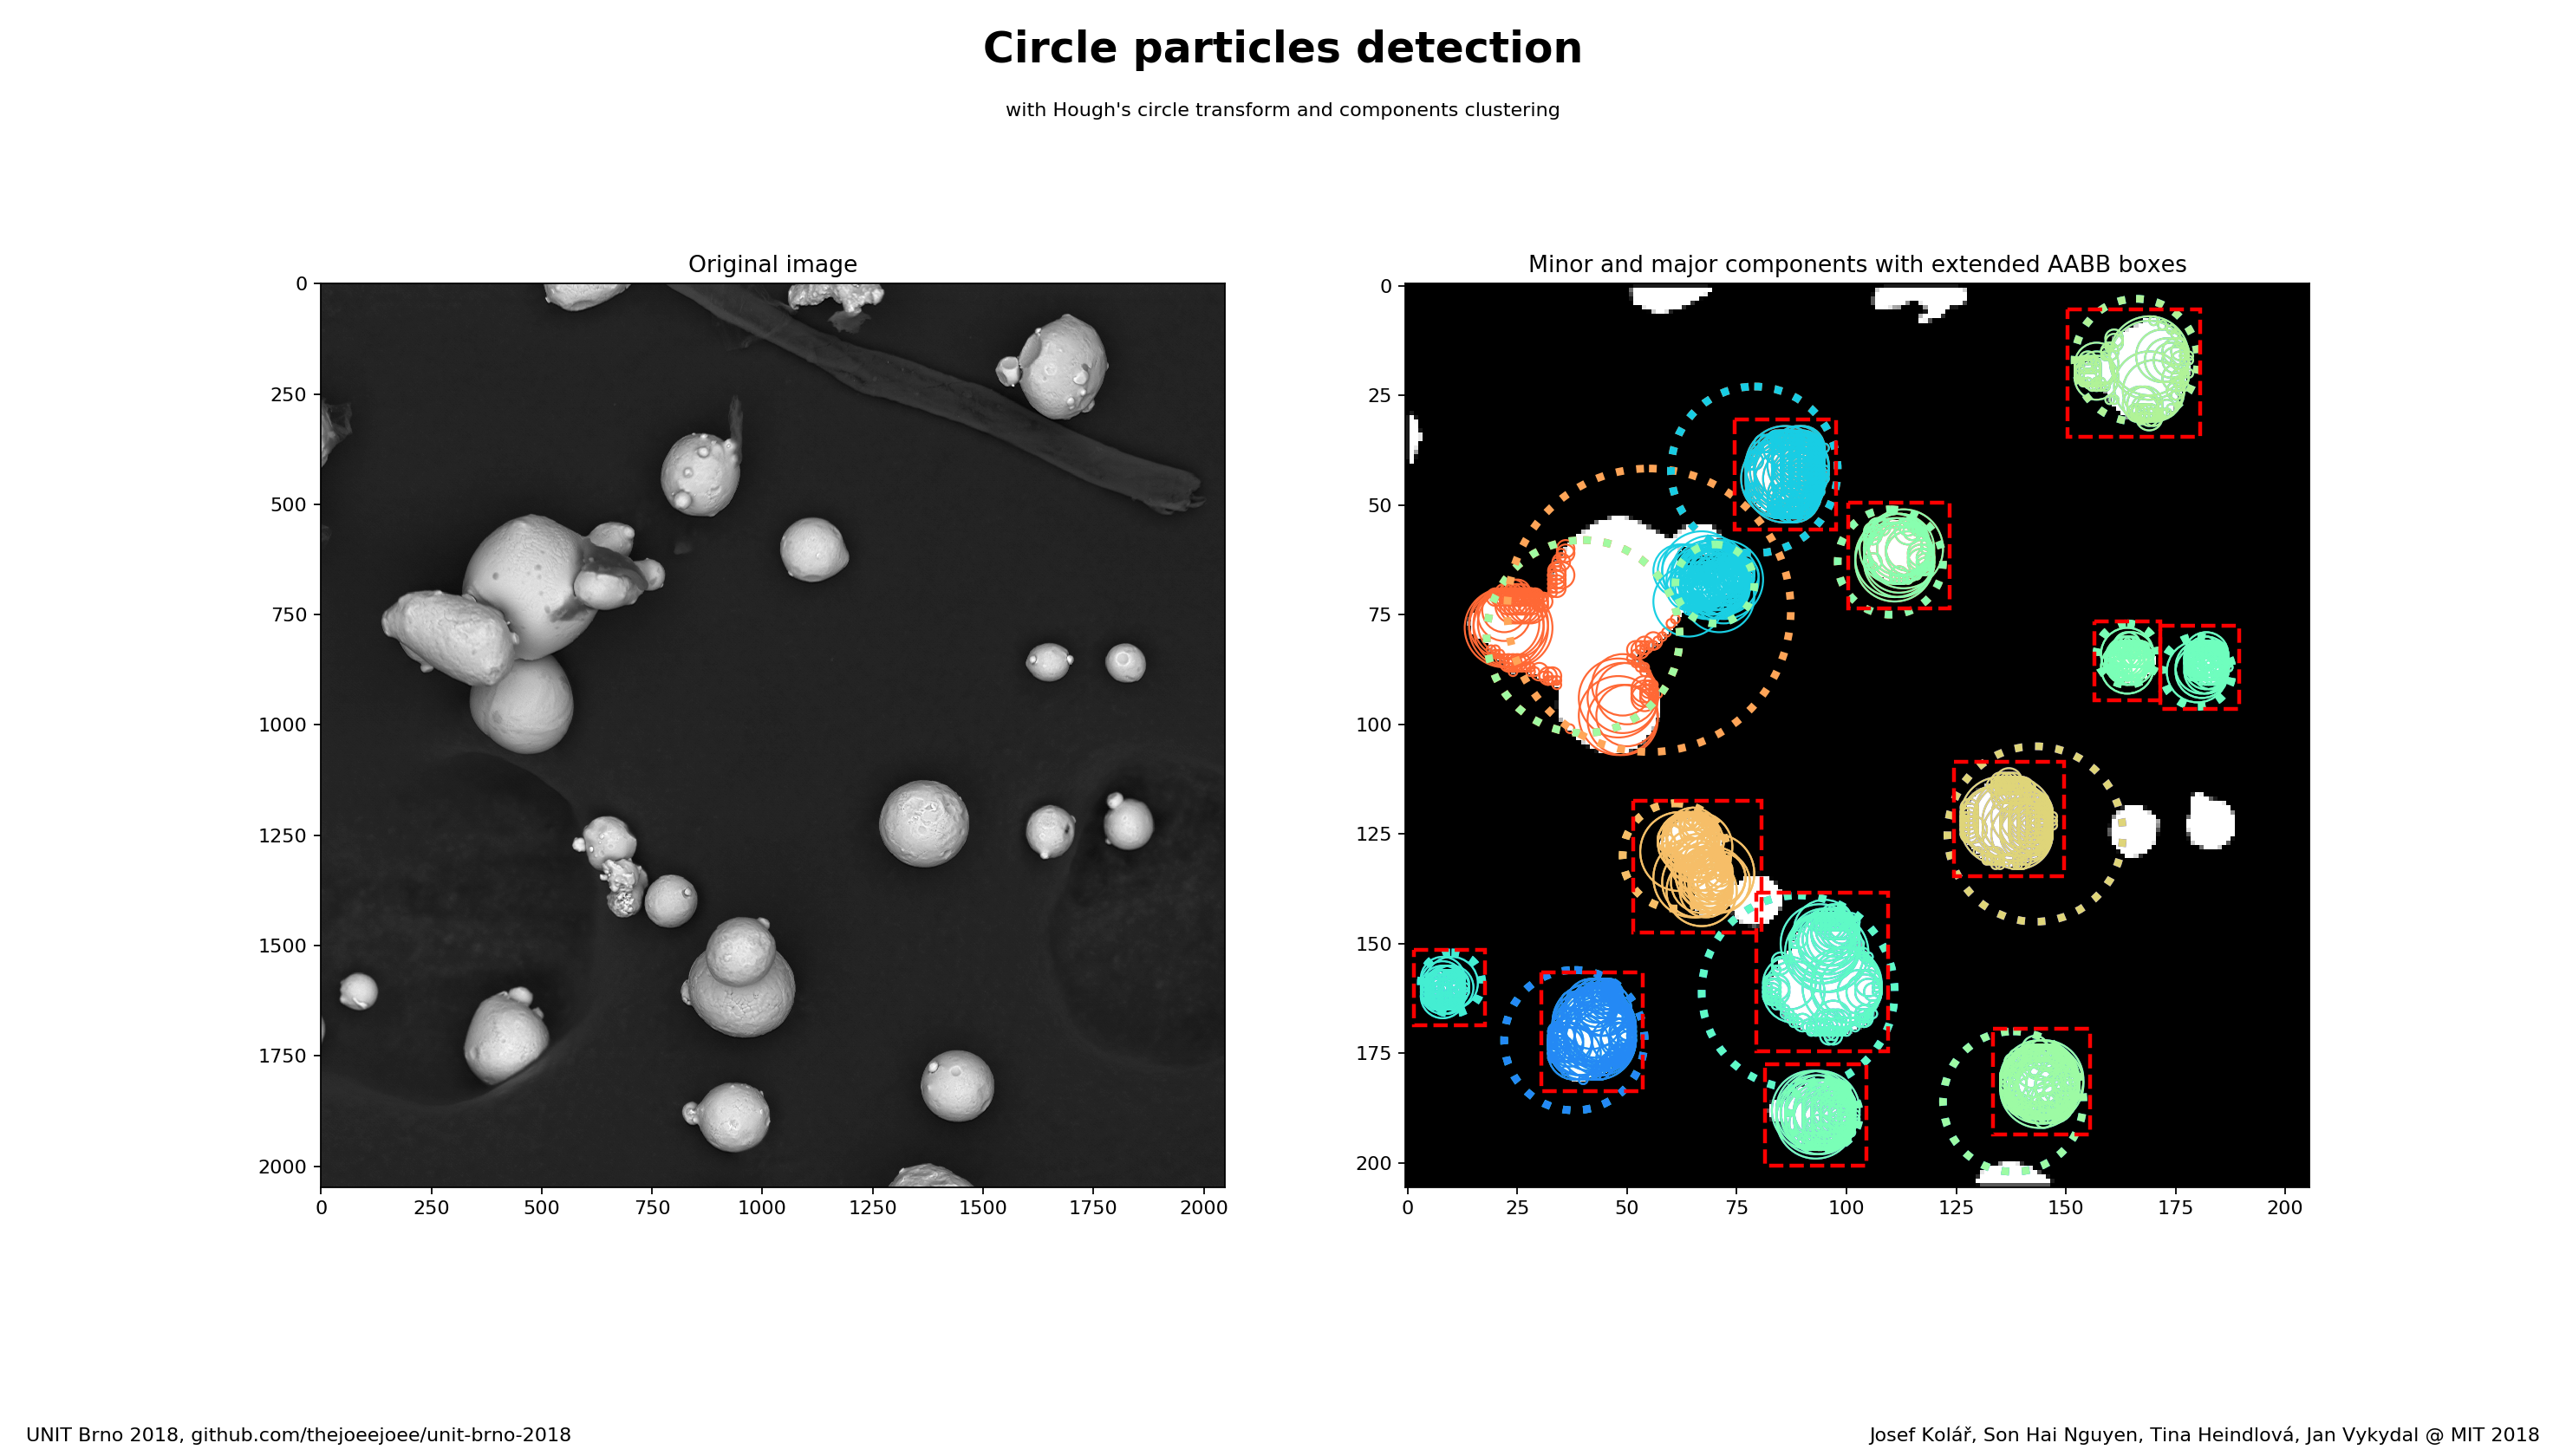 Circle particles detection
with Hough's circle transform and components clustering
Original image
0
250
500
750
1000
1250
1500
1750
2000
0 250 500 750 1000 1250 1500 1750 2000
Minor and major components with extended AABB boxes
0
25
50
75
100
125
150
175
200
0 25 50 75 100 125 150 175 200
UNIT Brno 2018, github.com/thejoeejoee/unit-brno-2018
Josef Kolář, Son Hai Nguyen, Tina Heindlová, Jan Vykydal @ MIT 2018